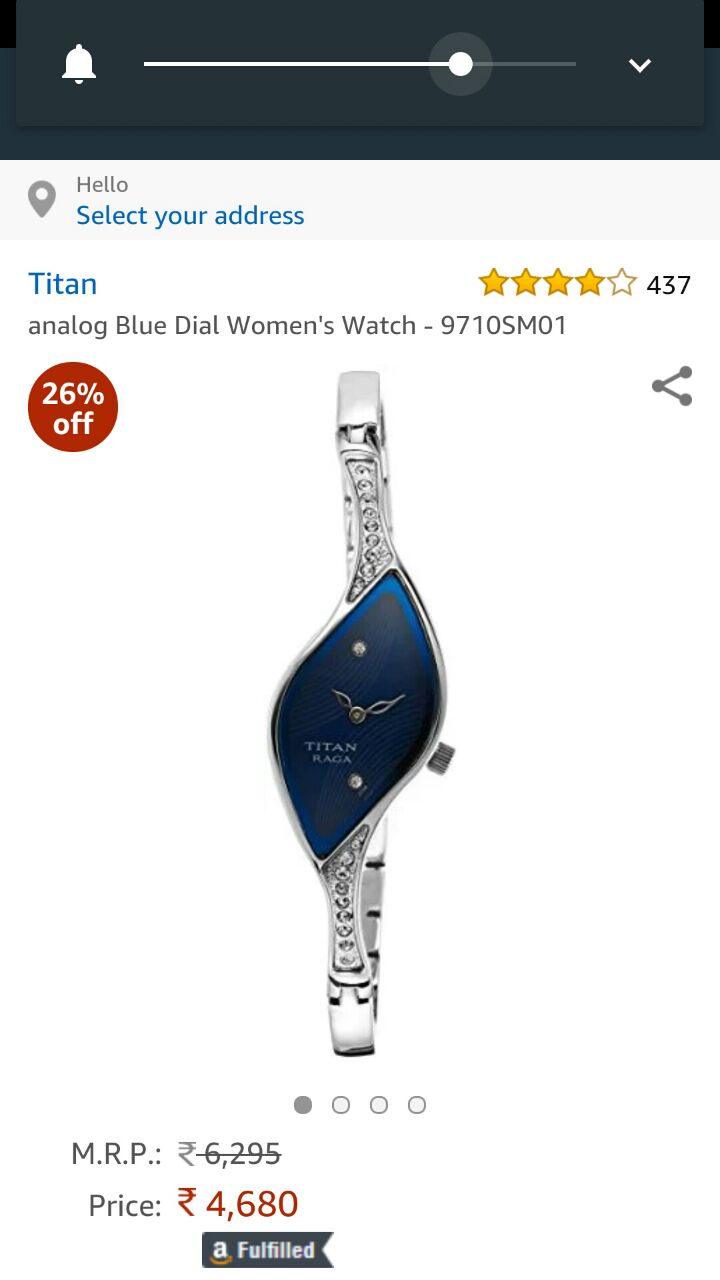 Hello
Select your address
Titan
437
analog Blue Dial Women's Watch - 9710SM01
26%
off
TITAN
RAGA
M.R.P.: ₹ 6,295
Price: ₹ 4,680
a Fulfilled